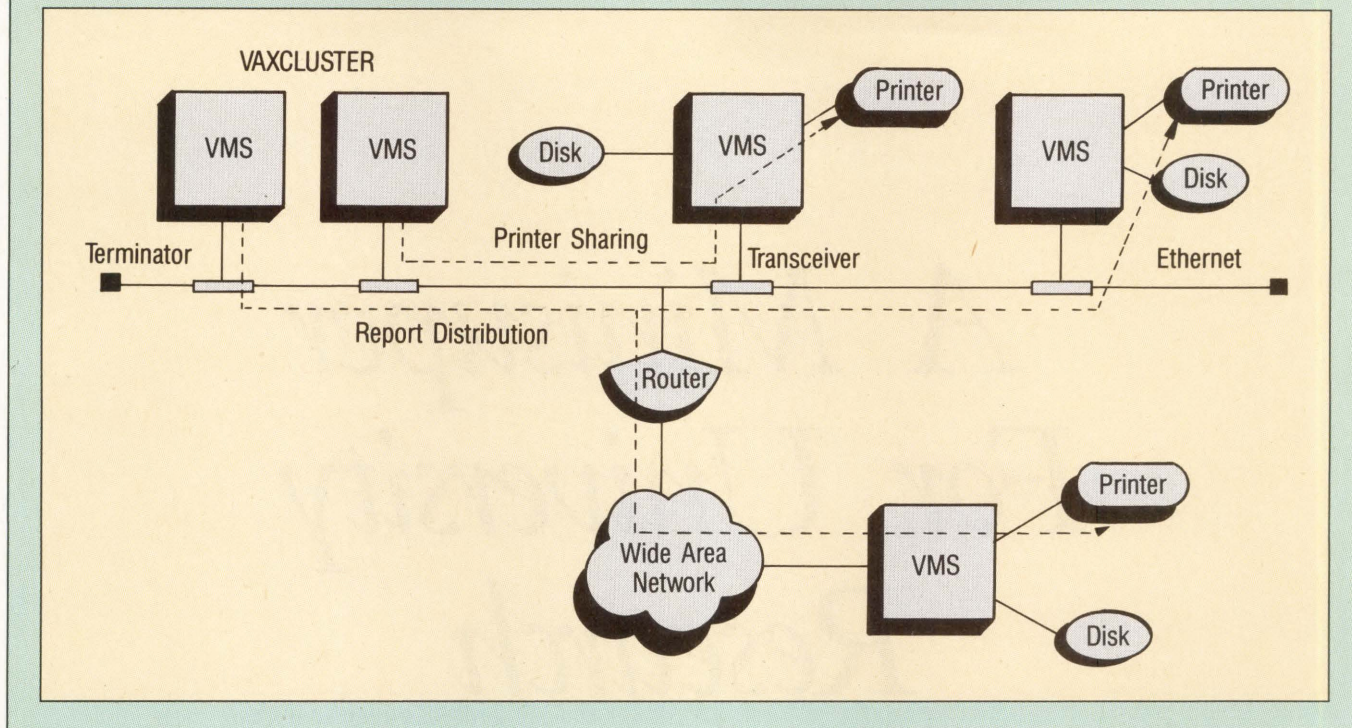 VAXCLUSTER
VMS
VMS
Disk
VMS
Printer
VMS
Printer
Disk
Terminator
Printer Sharing
Transceiver
Ethernet
Report Distribution
Router
Wide Area
Network
VMS
Printer
Disk